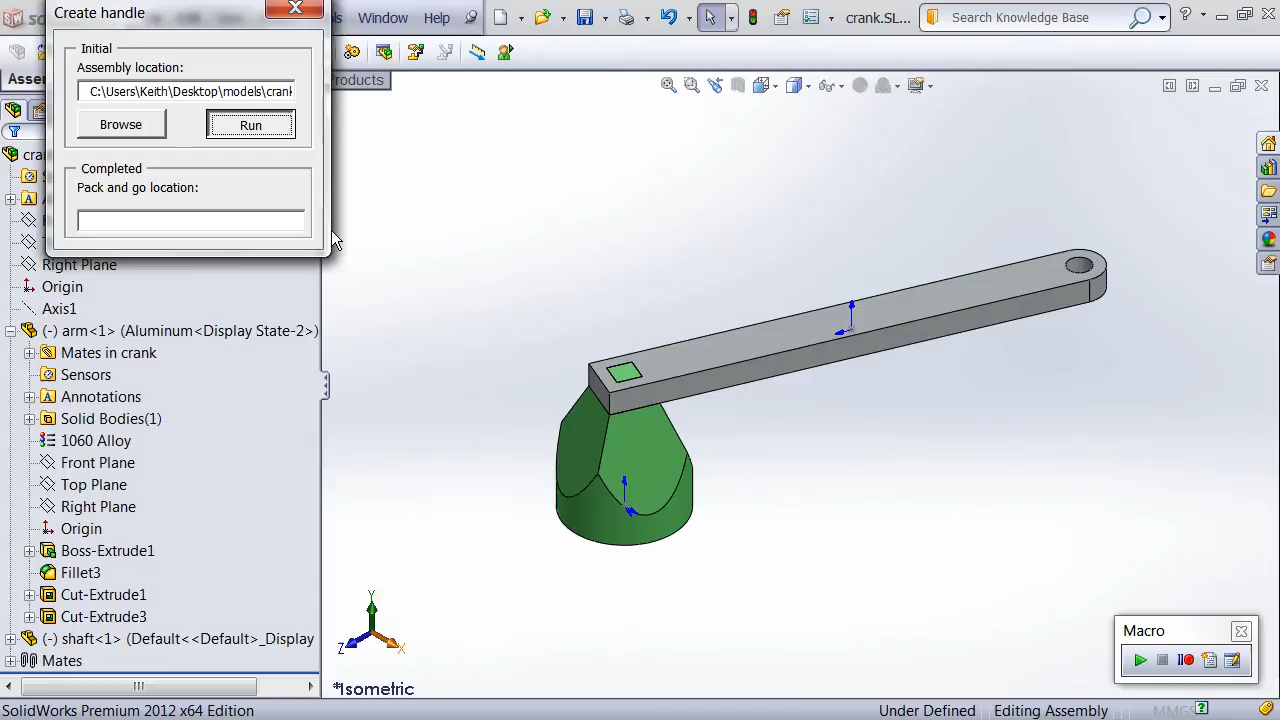 Create handle
Window
Help
crank.SL...
Search Knowledge Base
Initial
Assembly location:
C:\Users\Keith\Desktop\models\crank
Browse
Run
Completed
Pack and go location:
Products
Right Plane
Origin
Axis1
(-) arm<1> (Aluminum<Display State-2>)
Mates in crank
Sensors
Annotations
Solid Bodies(1)
1060 Alloy
Front Plane
Top Plane
Right Plane
Origin
Boss-Extrude1
Fillet3
Cut-Extrude1
Cut-Extrude3
(-) shaft<1> (Default<<Default>_Display
Mates
Y
Z
X
*Isometric
Macro
SolidWorks Premium 2012 x64 Edition
Under Defined
Editing Assembly
MMGS